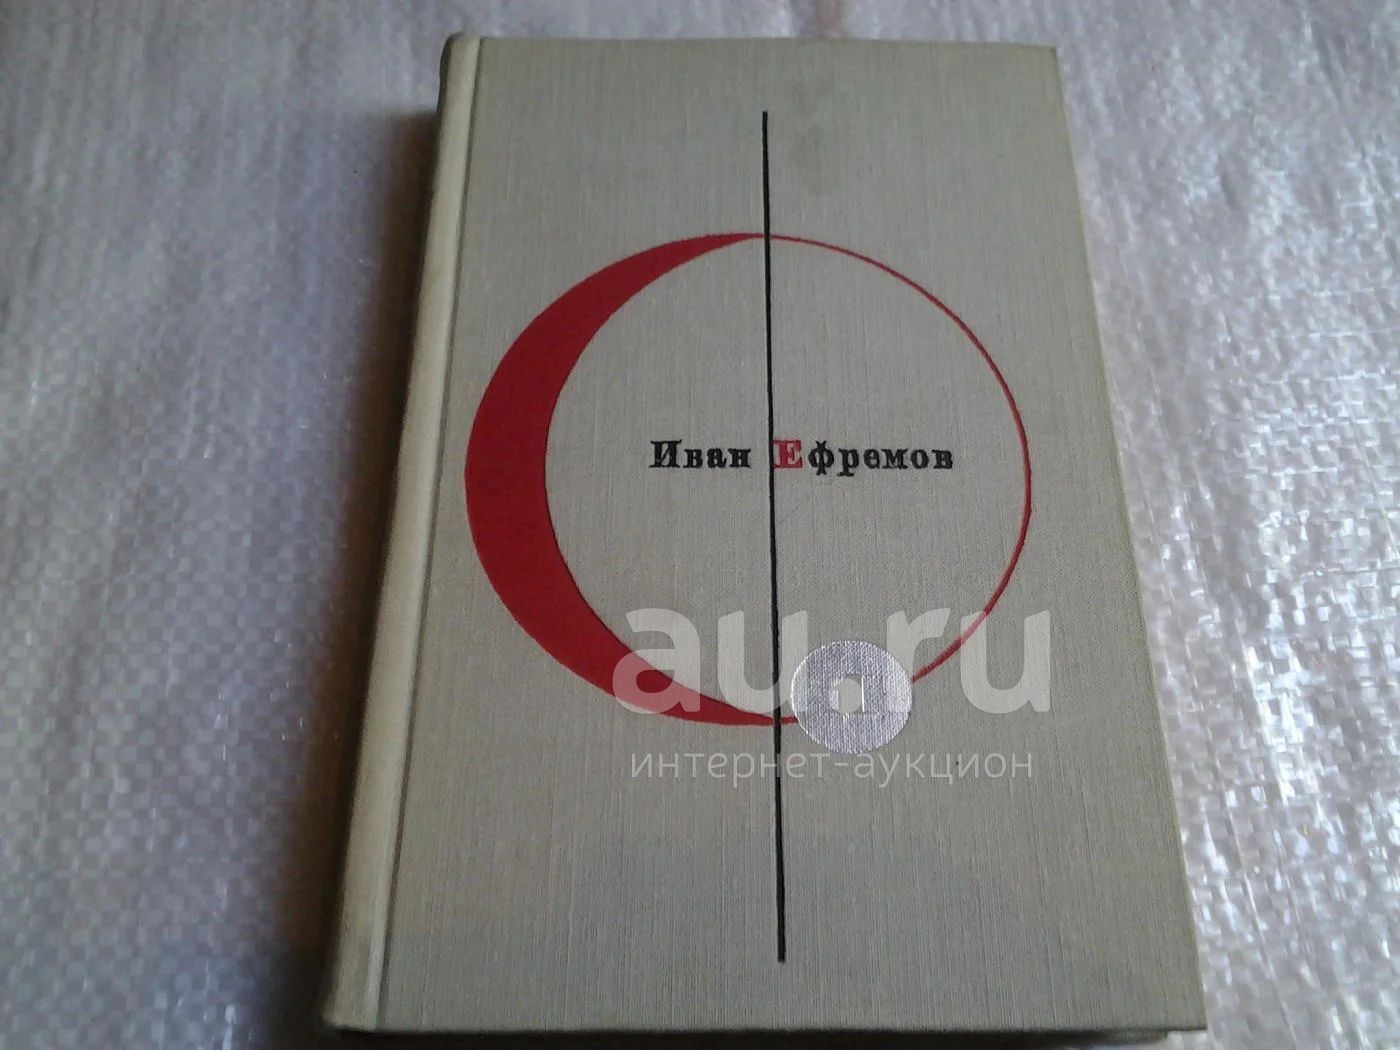 Иван Ефремов
au.ru
интернет-аукцион